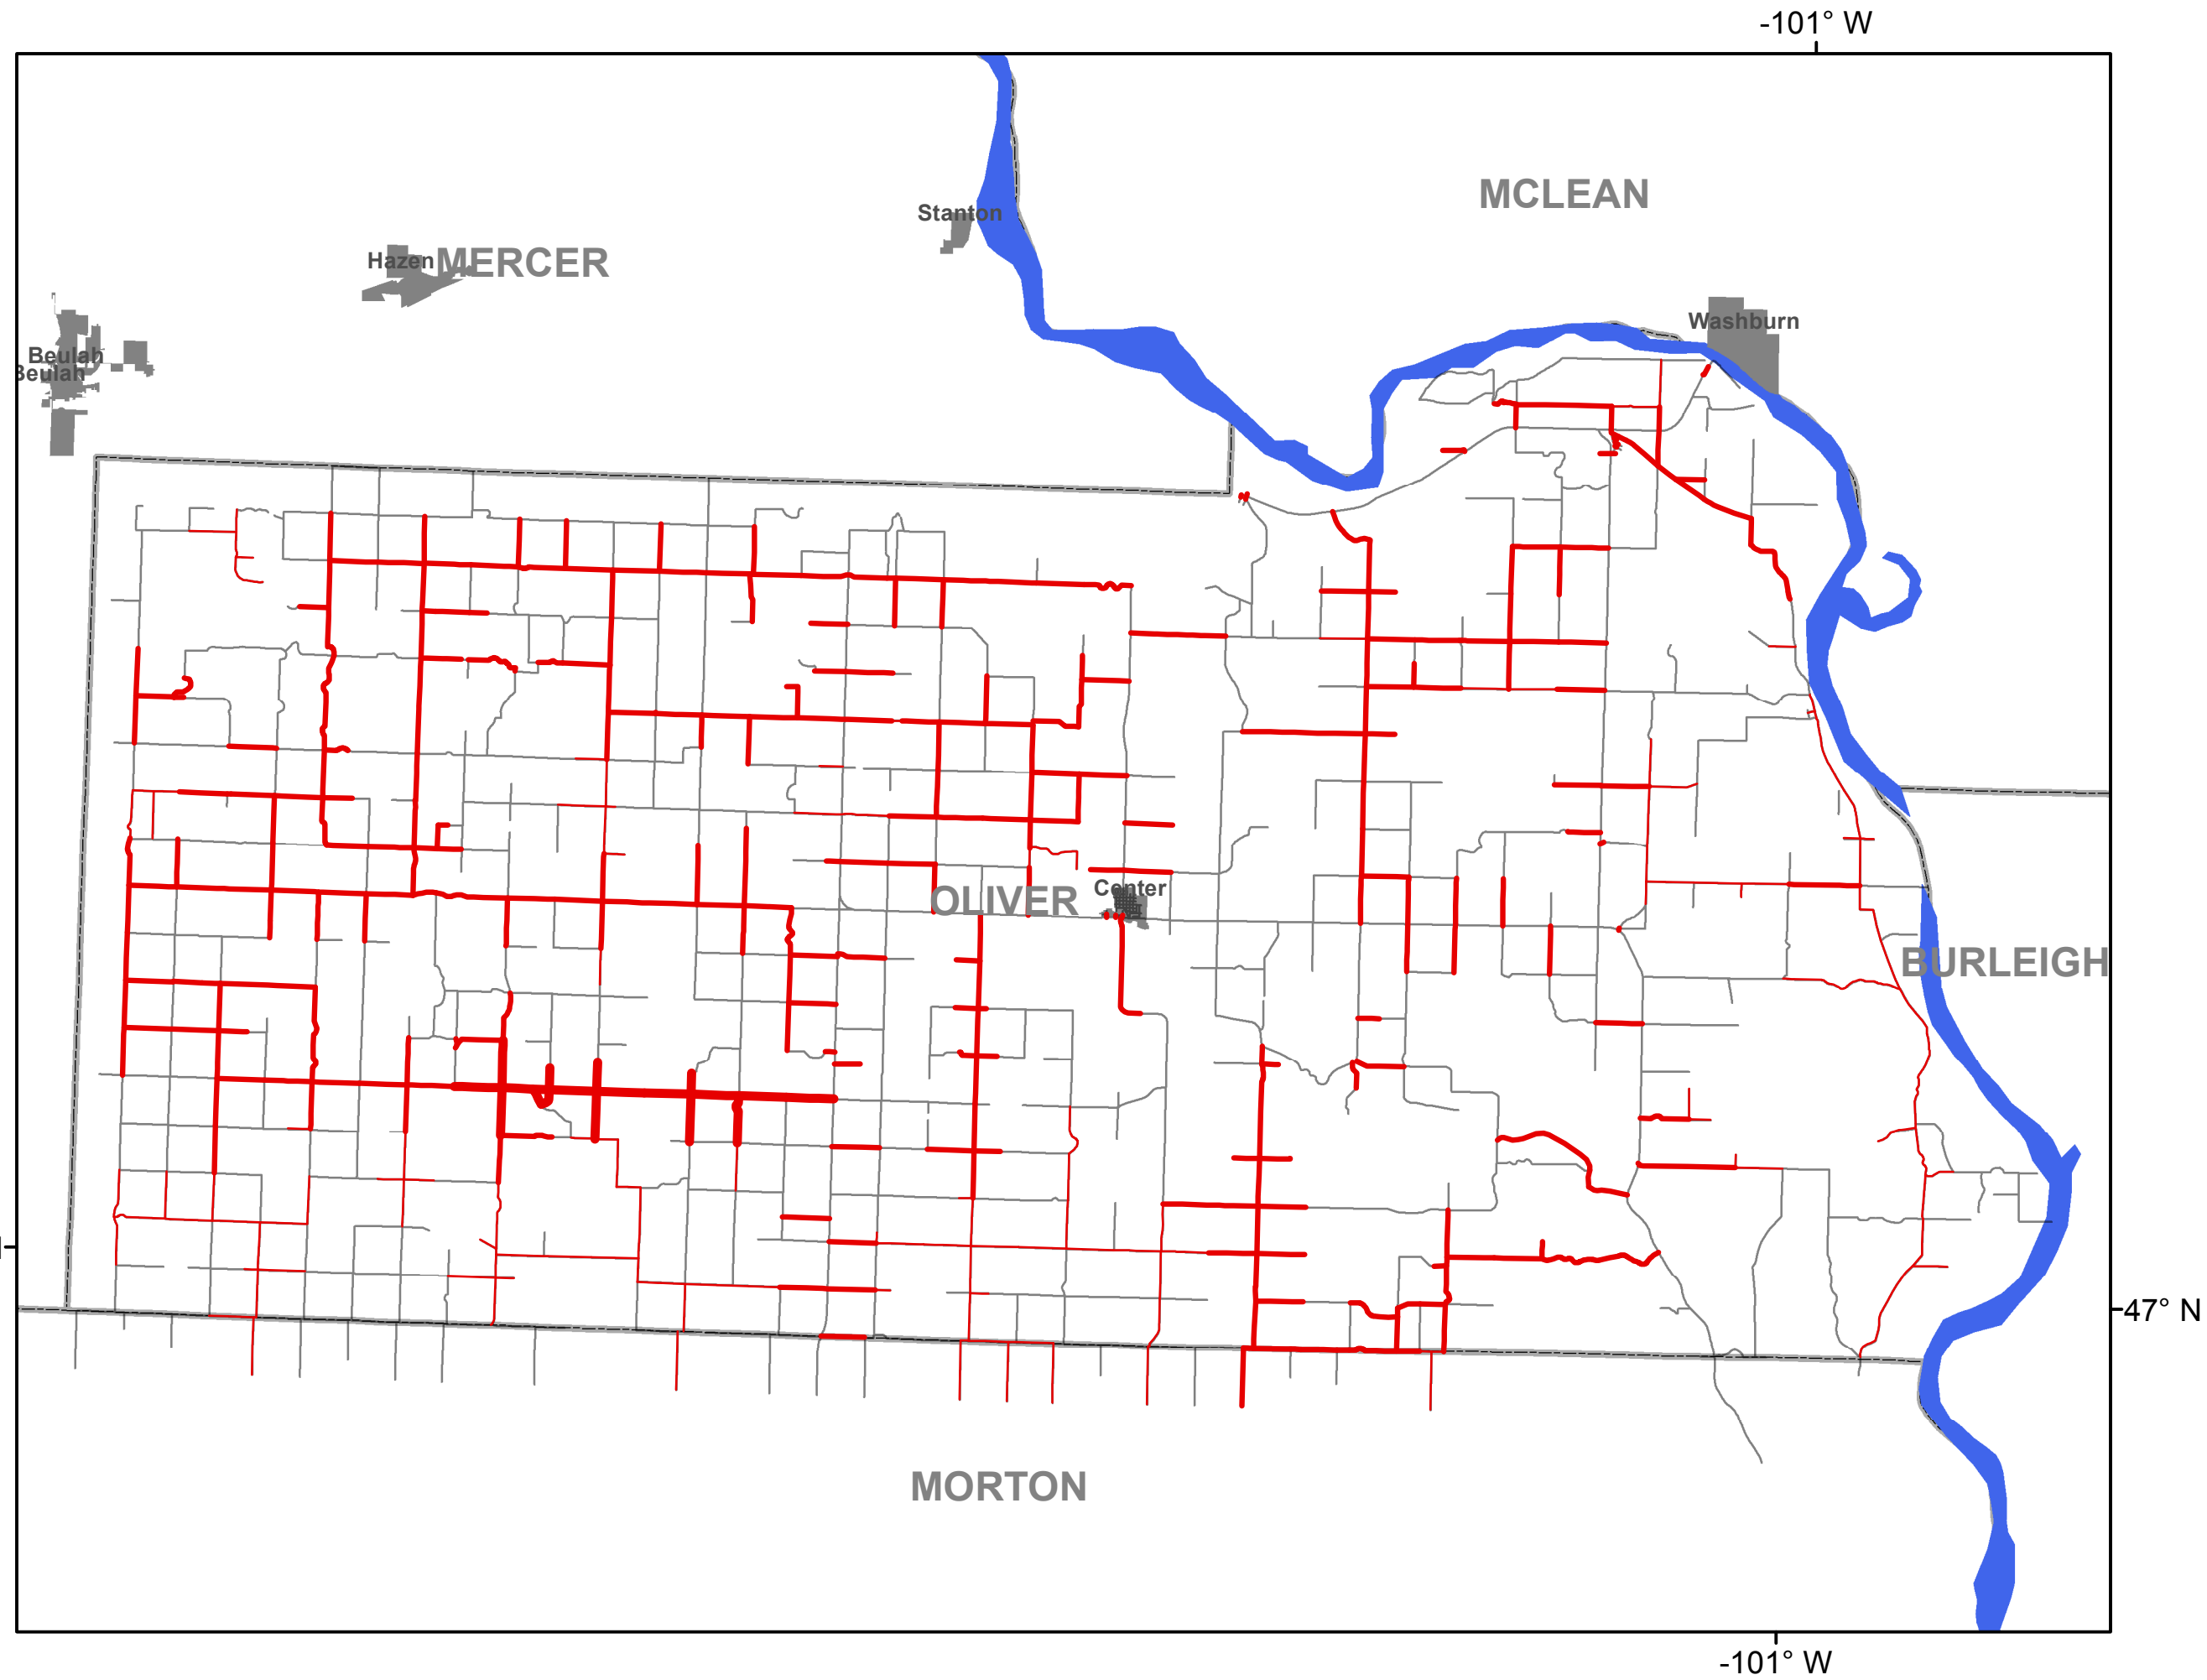 -101° W
MCLEAN
Stanton
Hazen
MERCER
Washburn
Beulah
Beulah
Center
OLIVER
BURLEIGH
47° N
MORTON
-101° W